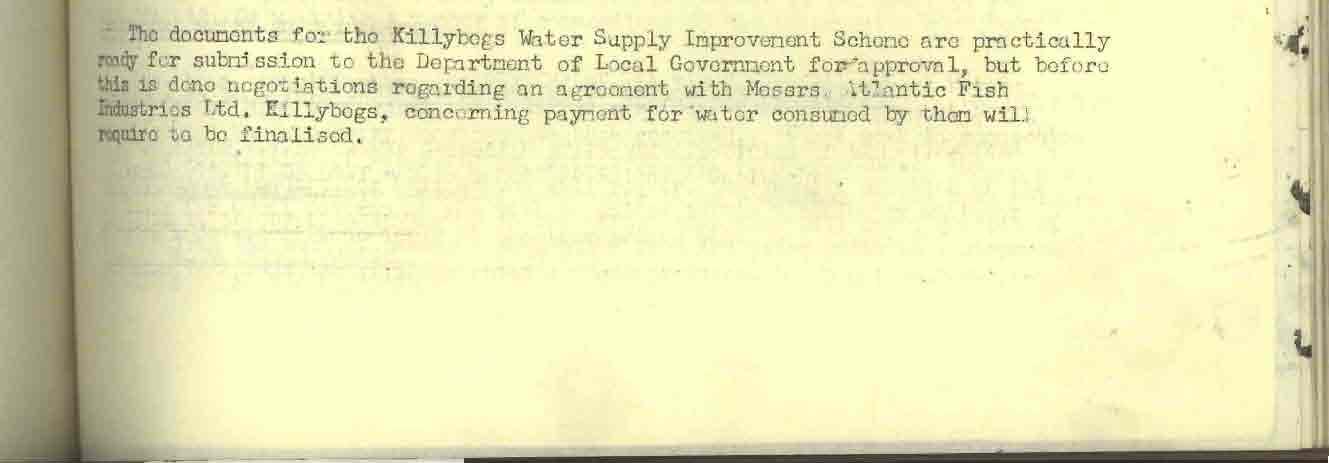 The documents for the Killybegs Water Supply Improvement Scheme are practically
ready for submission to the Department of Local Government for approval, but before
this is done negotiations regarding an agreement with Messrs. Atlantic Fish
Industries Ltd. Killybegs, concerning payment for water consumed by them will
require to be finalised.